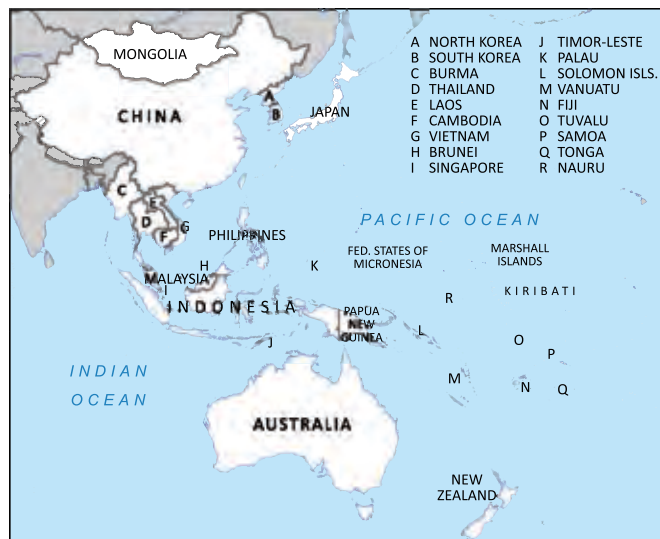 MONGOLIA
CHINA
JAPAN
A NORTH KOREA
B SOUTH KOREA
C BURMA
D THAILAND
E LAOS
F CAMBODIA
G VIETNAM
H BRUNEI
I SINGAPORE
J TIMOR-LESTE
K PALAU
L SOLOMON ISLS.
M VANUATU
N FIJI
O TUVALU
P SAMOA
Q TONGA
R NAURU
A
B
C
E
D
G
F
PACIFIC OCEAN
PHILIPPINES
FED. STATES OF
MICRONESIA
MARSHALL
ISLANDS
H
K
MALAYSIA
I
R
KIRIBATI
INDONESIA
PAPUA
NEW
GUINEA
L
J
O
P
INDIAN
OCEAN
M
N
Q
AUSTRALIA
NEW
ZEALAND